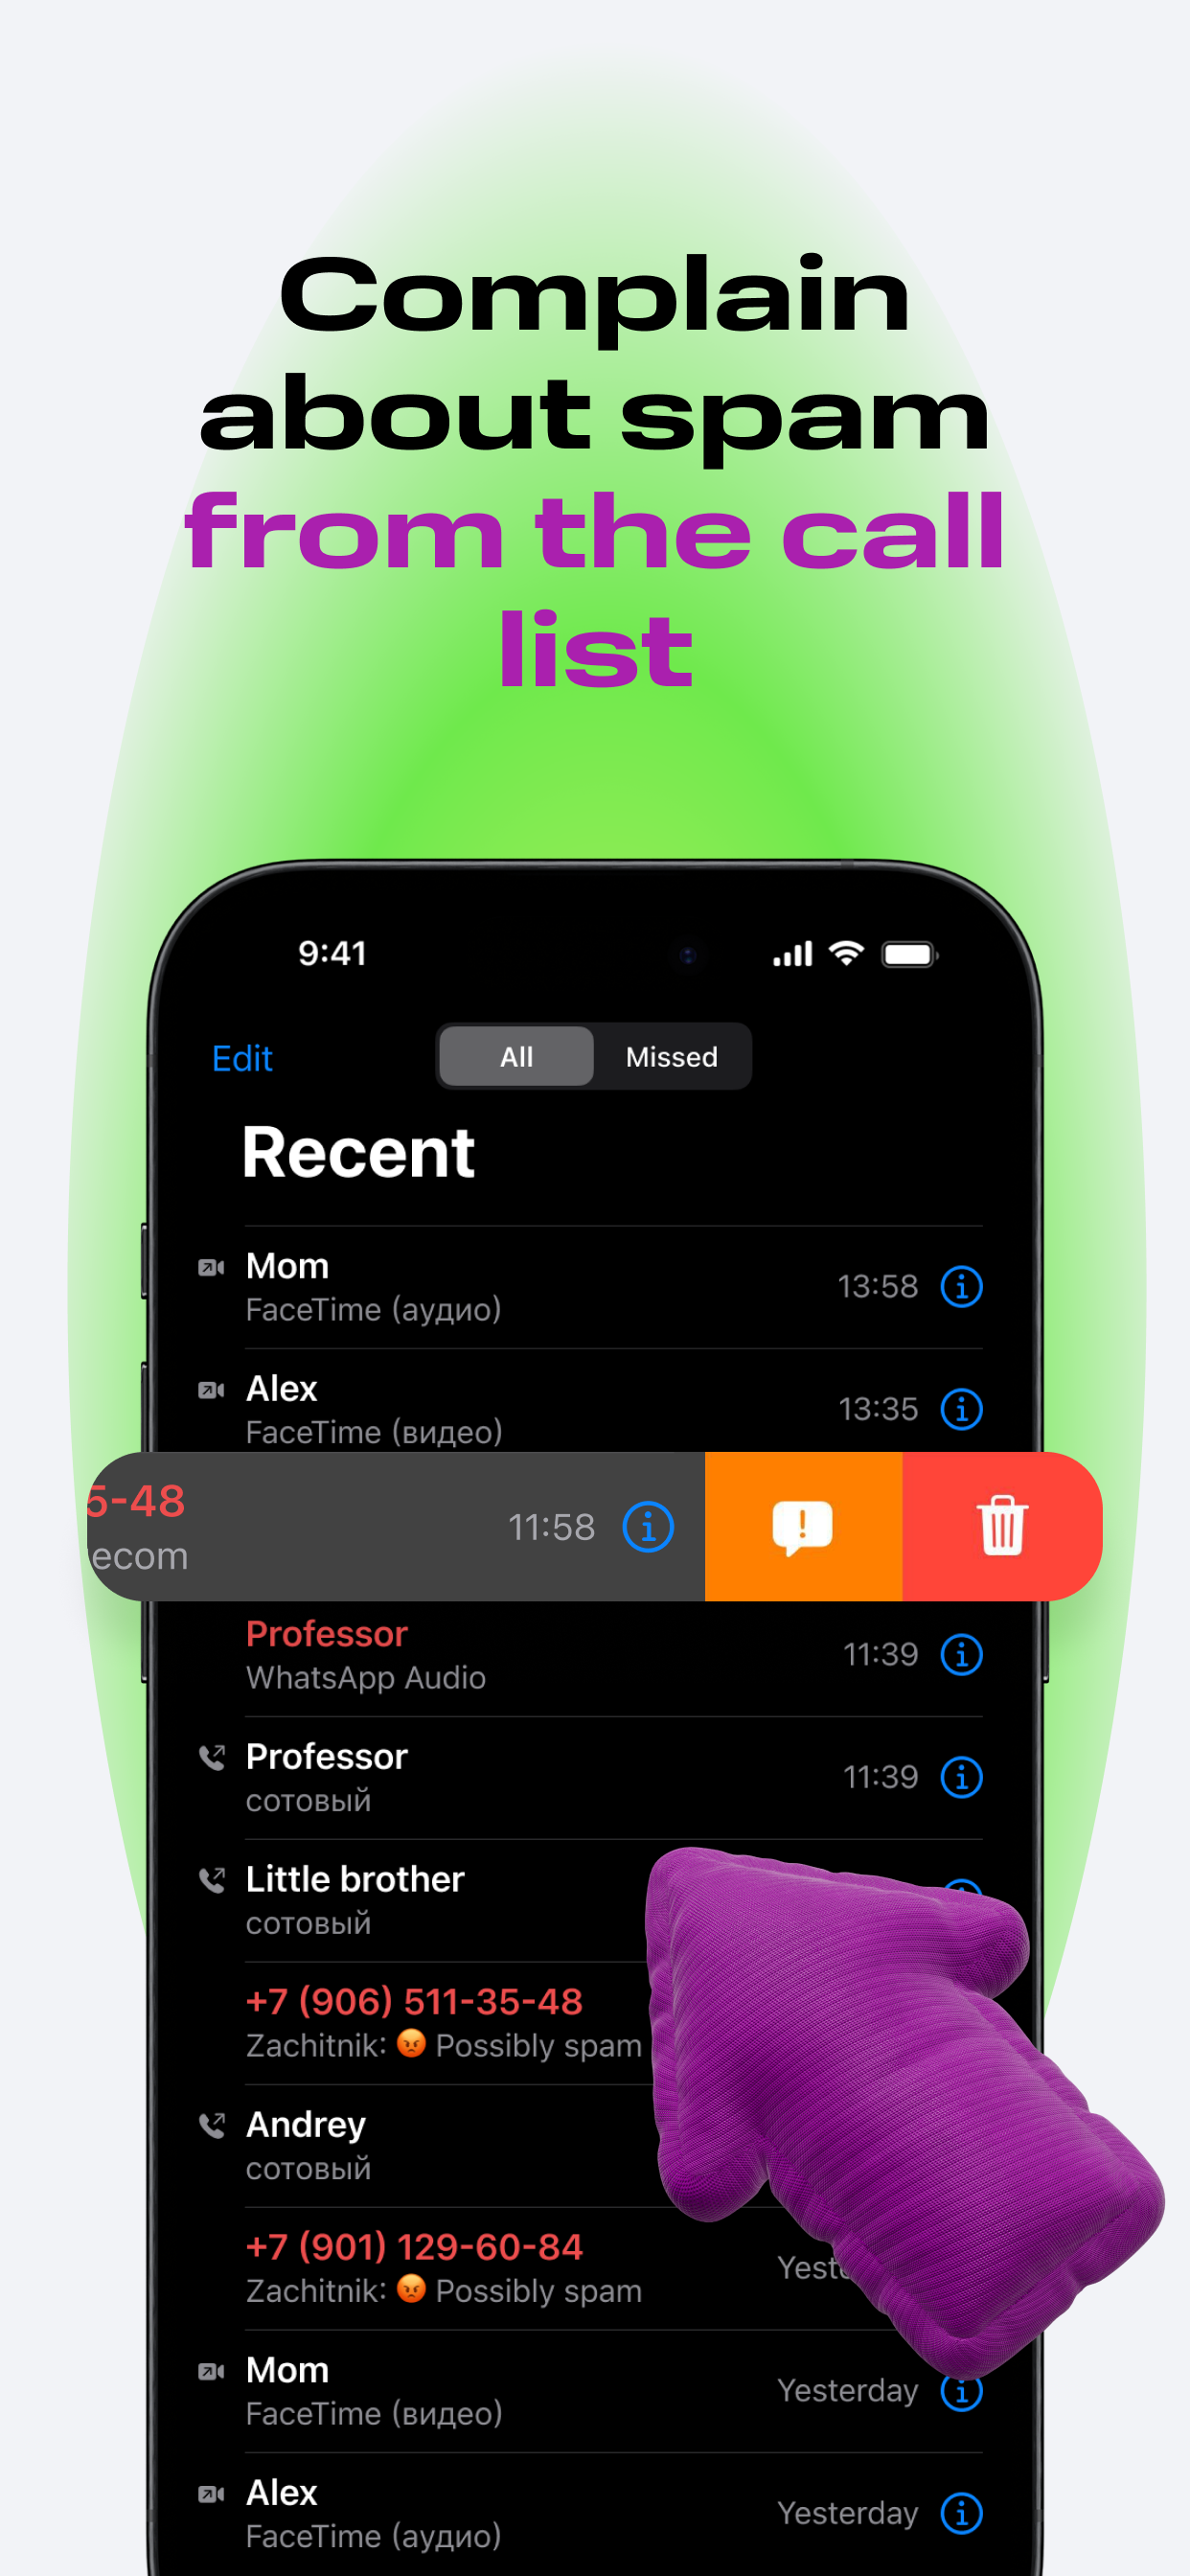 Complain
about spam
from the call
list
9:41
Edit
All
Missed
Recent
Mom
13:58
FaceTime (аудио)
Alex
13:35
FaceTime (видео)
5-48
11:58
ecom
Professor
11:39
WhatsApp Audio
Professor
11:39
сотовый
Little brother
сотовый
+7 (906) 511-35-48
Zachitnik: 😡 Possibly spam
Andrey
сотовый
+7 (901) 129-60-84
Zachitnik: 😡 Possibly spam
Mom
Yesterday
FaceTime (видео)
Alex
Yesterday
FaceTime (аудио)